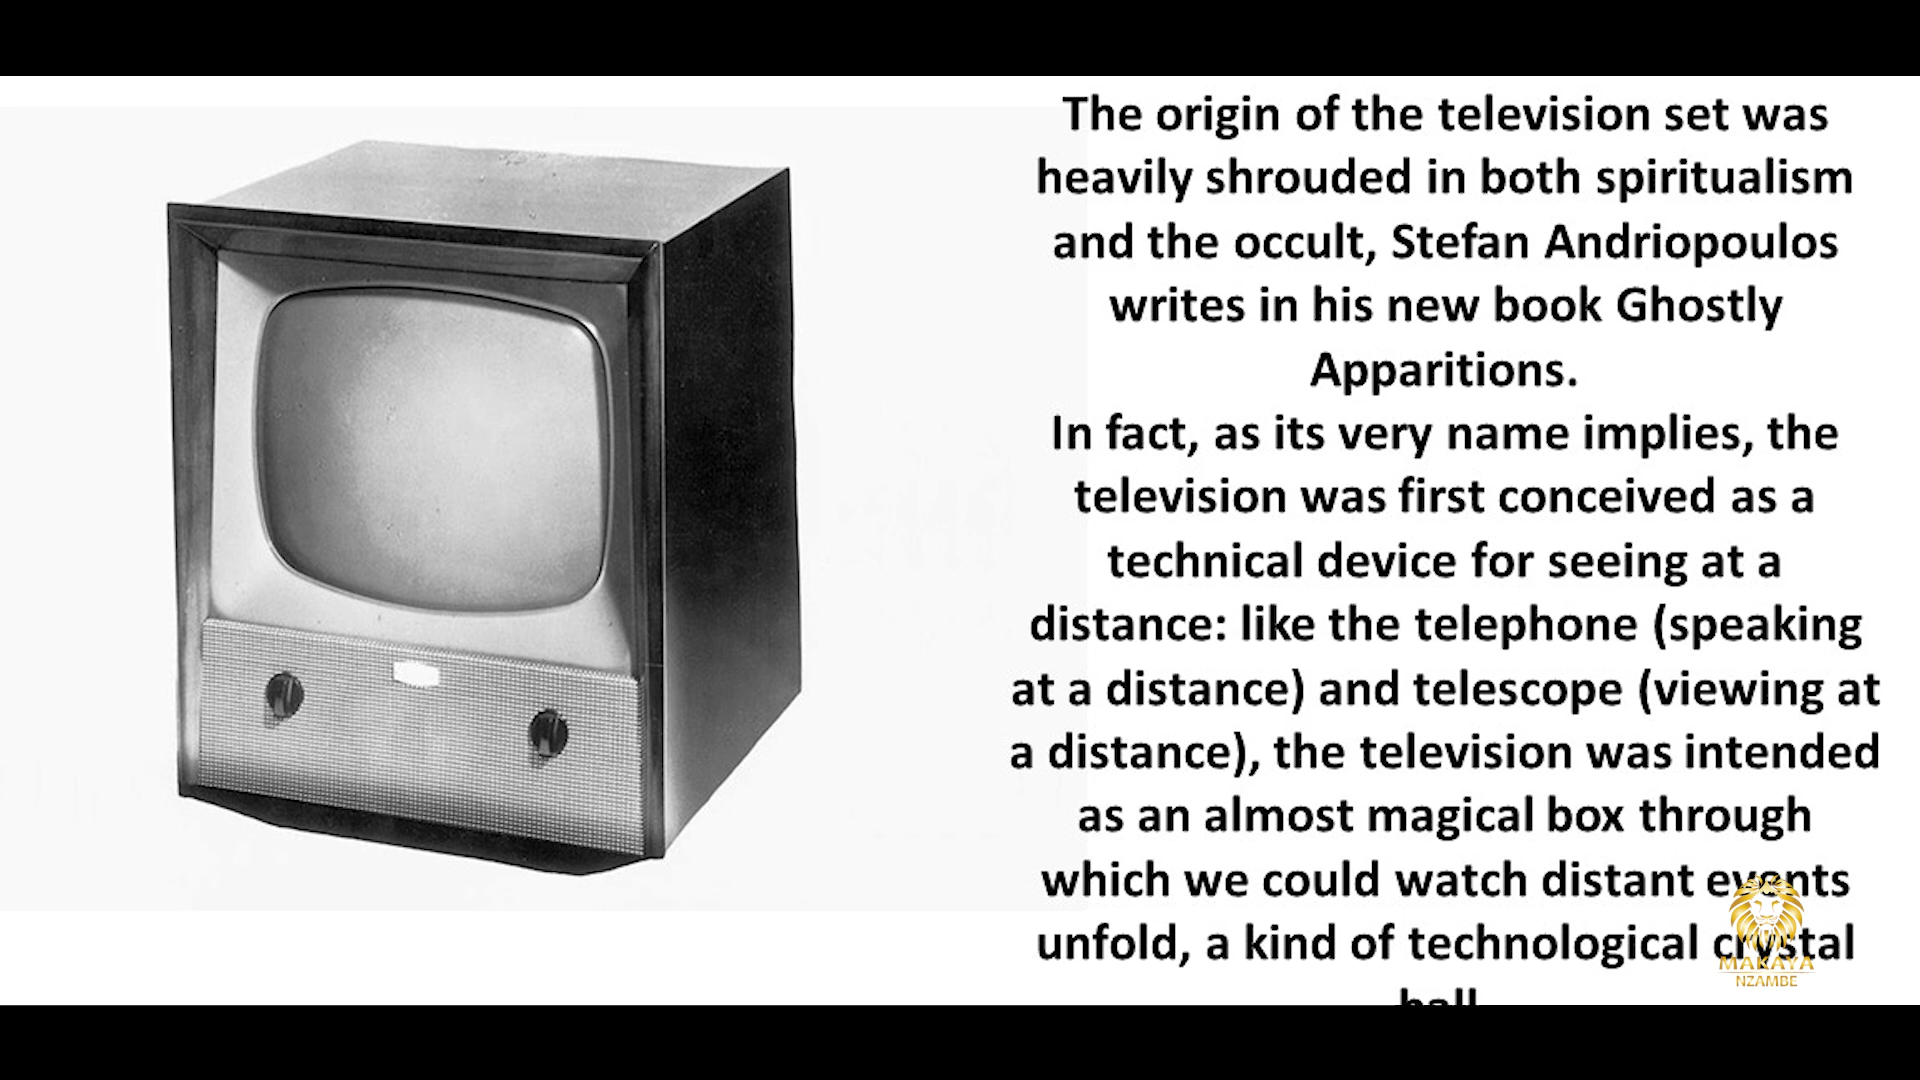 The origin of the television set was
heavily shrouded in both spiritualism
and the occult, Stefan Andriopoulos
writes in his new book Ghostly
Apparitions.
In fact, as its very name implies, the
television was first conceived as a
technical device for seeing at a
distance: like the telephone (speaking
at a distance) and telescope (viewing at
a distance), the television was intended
as an almost magical box through
which we could watch distant events
unfold, a kind of technological crystal
ball
MAKAYA
NZAMBE